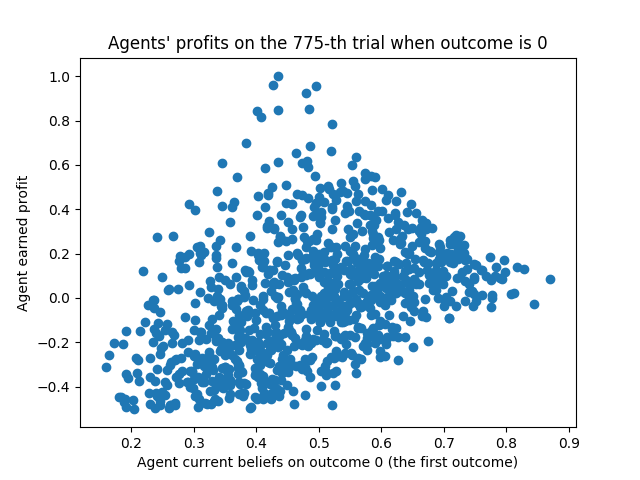 Agents' profits on the 775-th trial when outcome is 0
1.0
0.8
0.6
0.4
0.2
0.0
−0.2
−0.4
Agent earned profit
0.2 0.3 0.4 0.5 0.6 0.7 0.8 0.9
Agent current beliefs on outcome 0 (the first outcome)